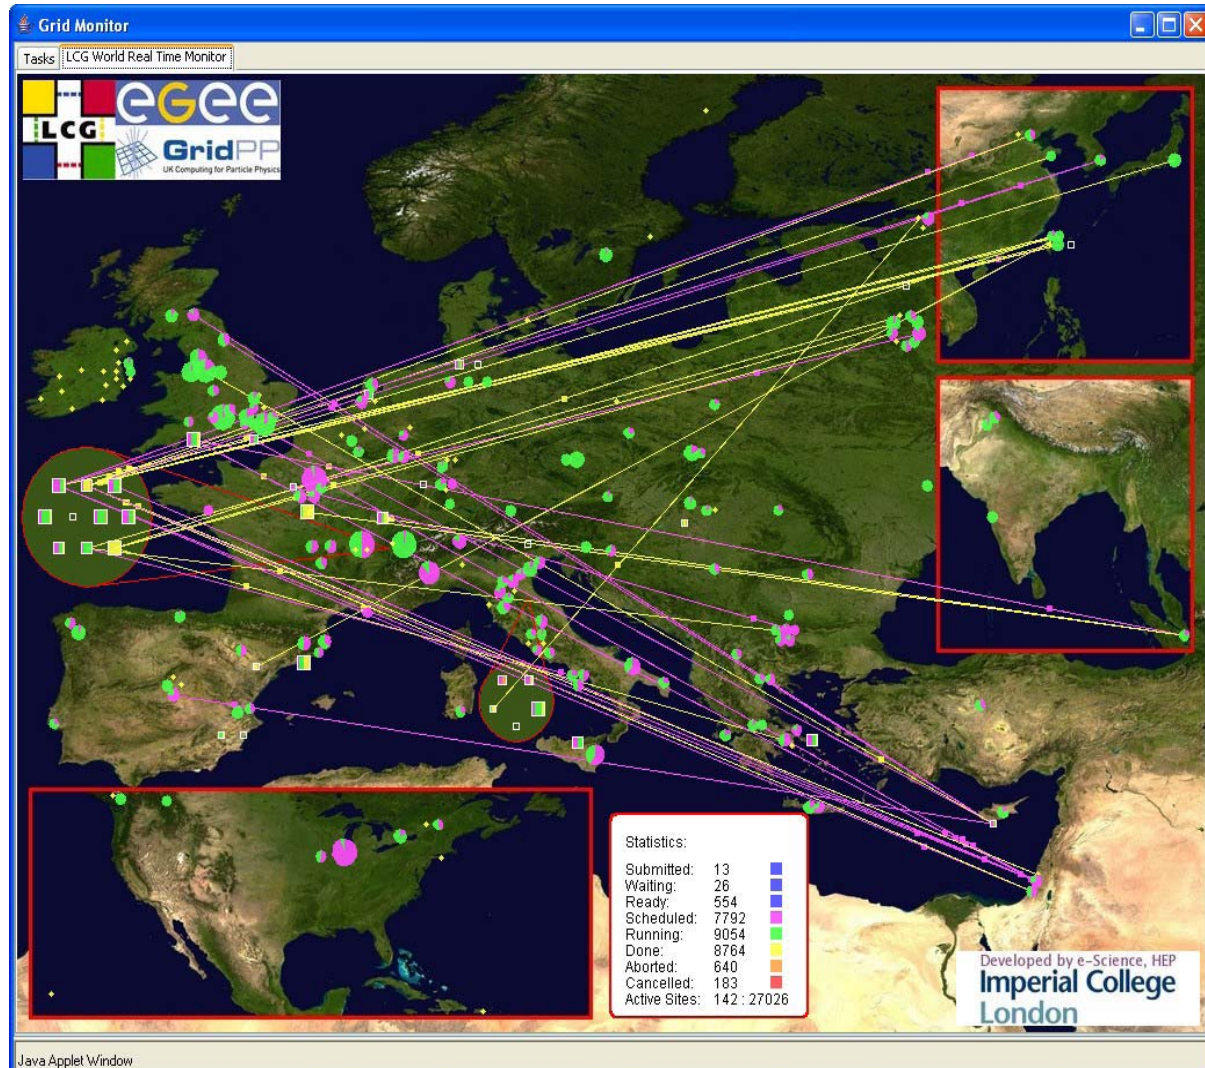 Grid Monitor
Tasks
LCG World Real Time Monitor
LCG
eGee
GridPP
UK Computing for Particle Physics
Statistics:
Submitted: 13
Waiting: 26
Ready: 554
Scheduled: 7792
Running: 9054
Done: 8764
Aborted: 640
Cancelled: 183
Active Sites: 142 : 27026
Developed by e-Science, HEP
Imperial College
London
Java Applet Window